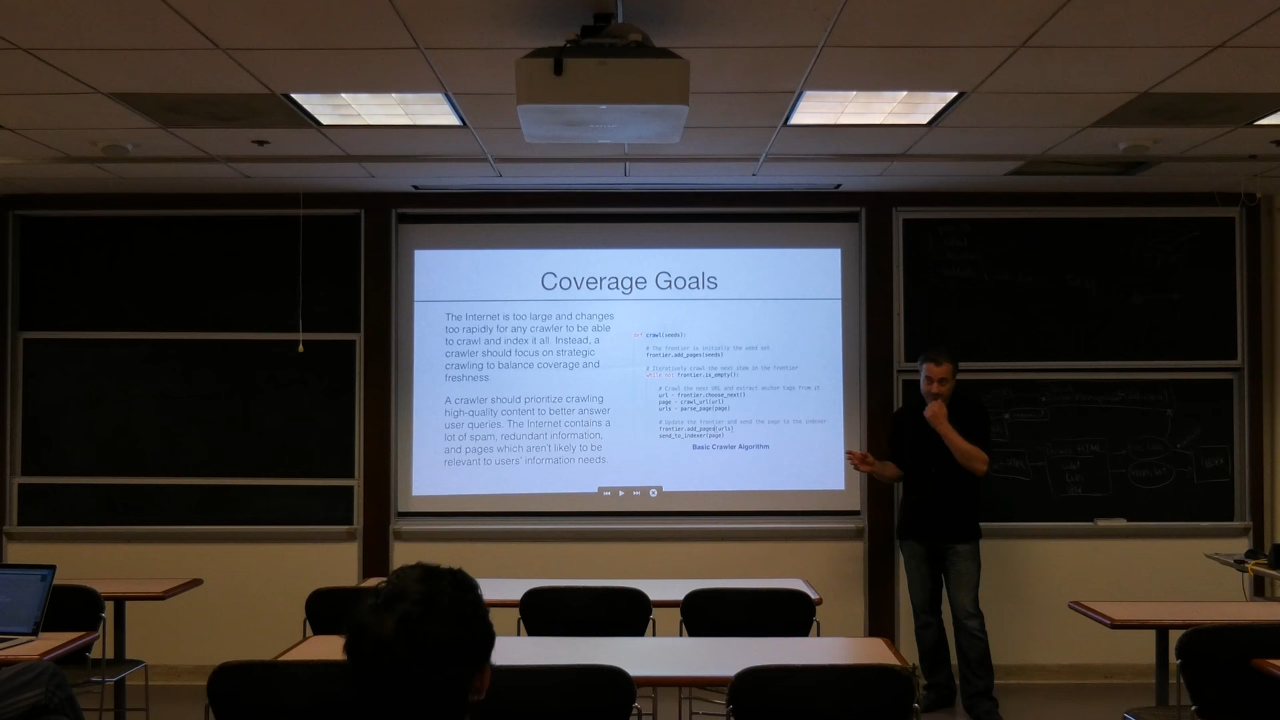 Coverage Goals
The Internet is too large and changes
too rapidly for any crawler to be able
to crawl and index it all. Instead, a
crawler should focus on strategic
crawling to balance coverage and
freshness.
A crawler should prioritize crawling
high-quality content to better answer
user queries. The Internet contains a
lot of spam, redundant information,
and pages which aren't likely to be
relevant to users' information needs.
def crawl(seeds):
# The frontier is initially the seed set
frontier.add_pages(seeds)
# Iteratively crawl the next item in the frontier
while not frontier.is_empty():
# Crawl the next URL and extract anchor tags from it
url = frontier.choose_next()
page = crawl_url(url)
urls = parse_page(page)
# Update the frontier and send the page to the indexer
frontier.add_pages(urls)
send_to_indexer(page)
Basic Crawler Algorithm